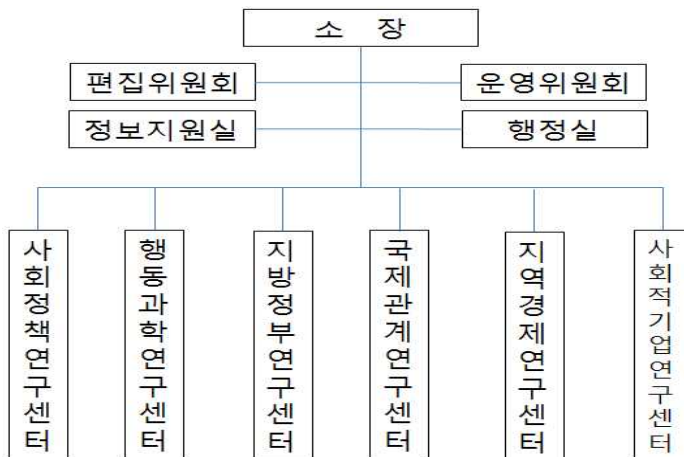 소 장
편집위원회
운영위원회
정보지원실
행정실
사회정책연구센터
행동과학연구센터
지방정부연구센터
국제관계연구센터
지역경제연구센터
사회적기업연구센터